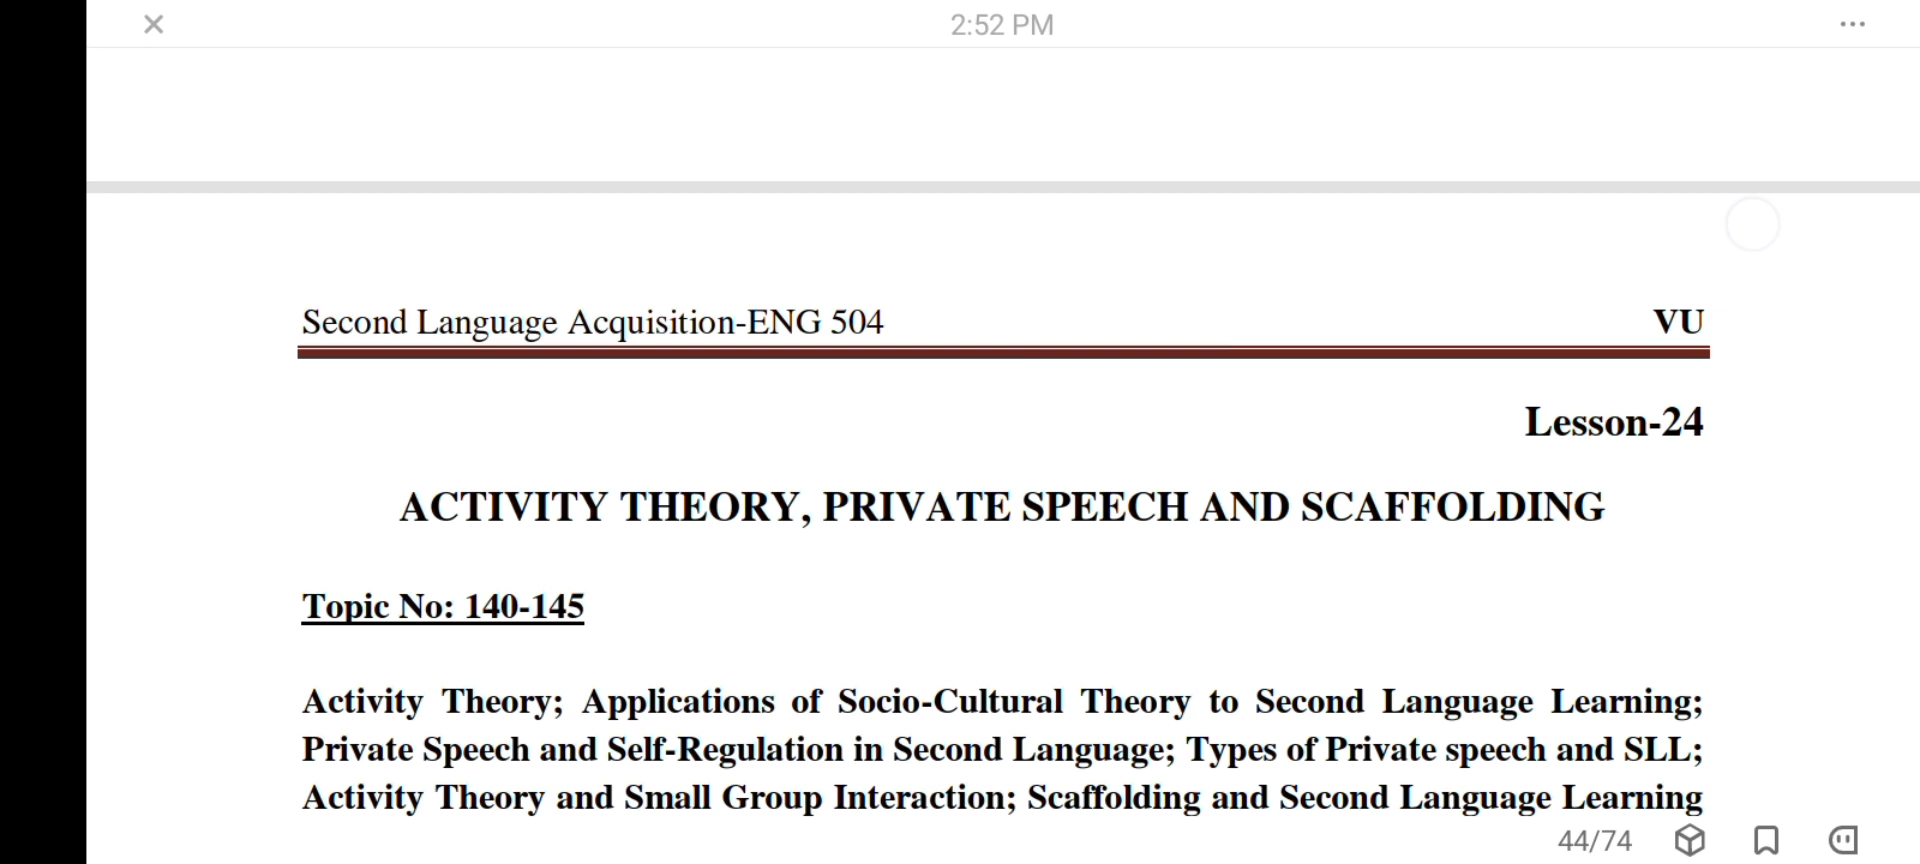 2:52 PM
Second Language Acquisition-ENG 504 VU
Lesson-24
ACTIVITY THEORY, PRIVATE SPEECH AND SCAFFOLDING
Topic No: 140-145
Activity Theory; Applications of Socio-Cultural Theory to Second Language Learning;
Private Speech and Self-Regulation in Second Language; Types of Private speech and SLL;
Activity Theory and Small Group Interaction; Scaffolding and Second Language Learning
44/74